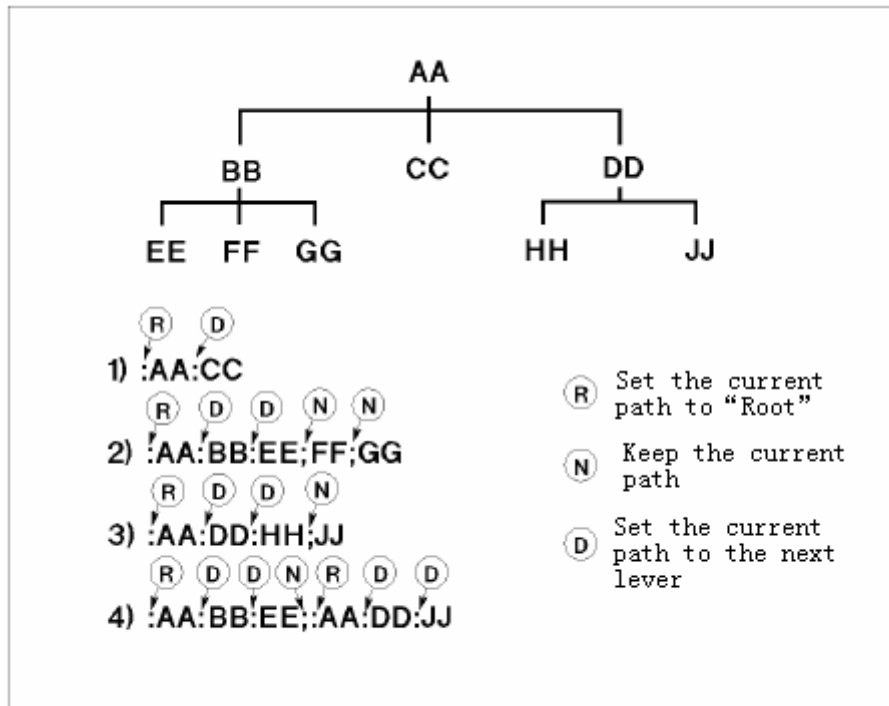 AA
BB CC DD
EE FF GG HH JJ
R D
1) :AA:CC
R D D N N
2) :AA:BB:EE;FF;GG
R D D N
3) :AA:DD:HH;JJ
R D D N R D D
4) :AA:BB:EE;:AA:DD:JJ
R Set the current
path to “Root”
N Keep the current
path
D Set the current
path to the next
lever